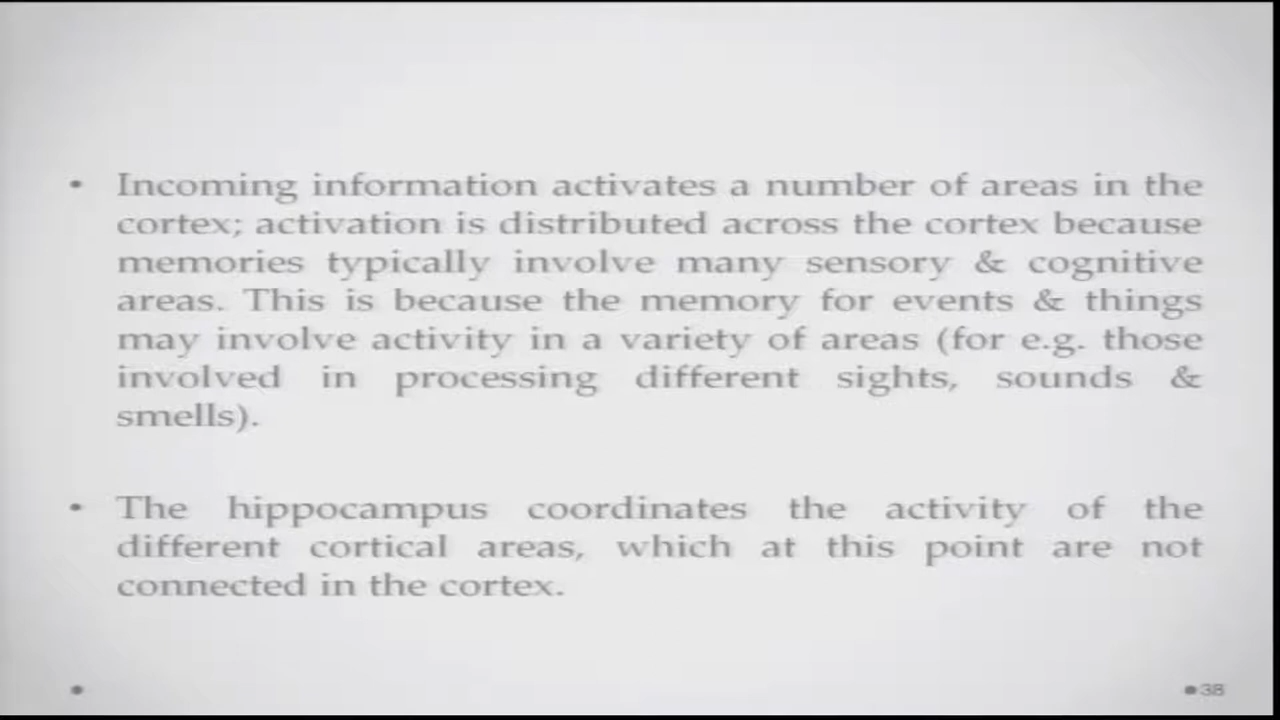 • Incoming information activates a number of areas in the
cortex; activation is distributed across the cortex because
memories typically involve many sensory & cognitive
areas. This is because the memory for events & things
may involve activity in a variety of areas (for e.g. those
involved in processing different sights, sounds &
smells).
• The hippocampus coordinates the activity of the
different cortical areas, which at this point are not
connected in the cortex.
38